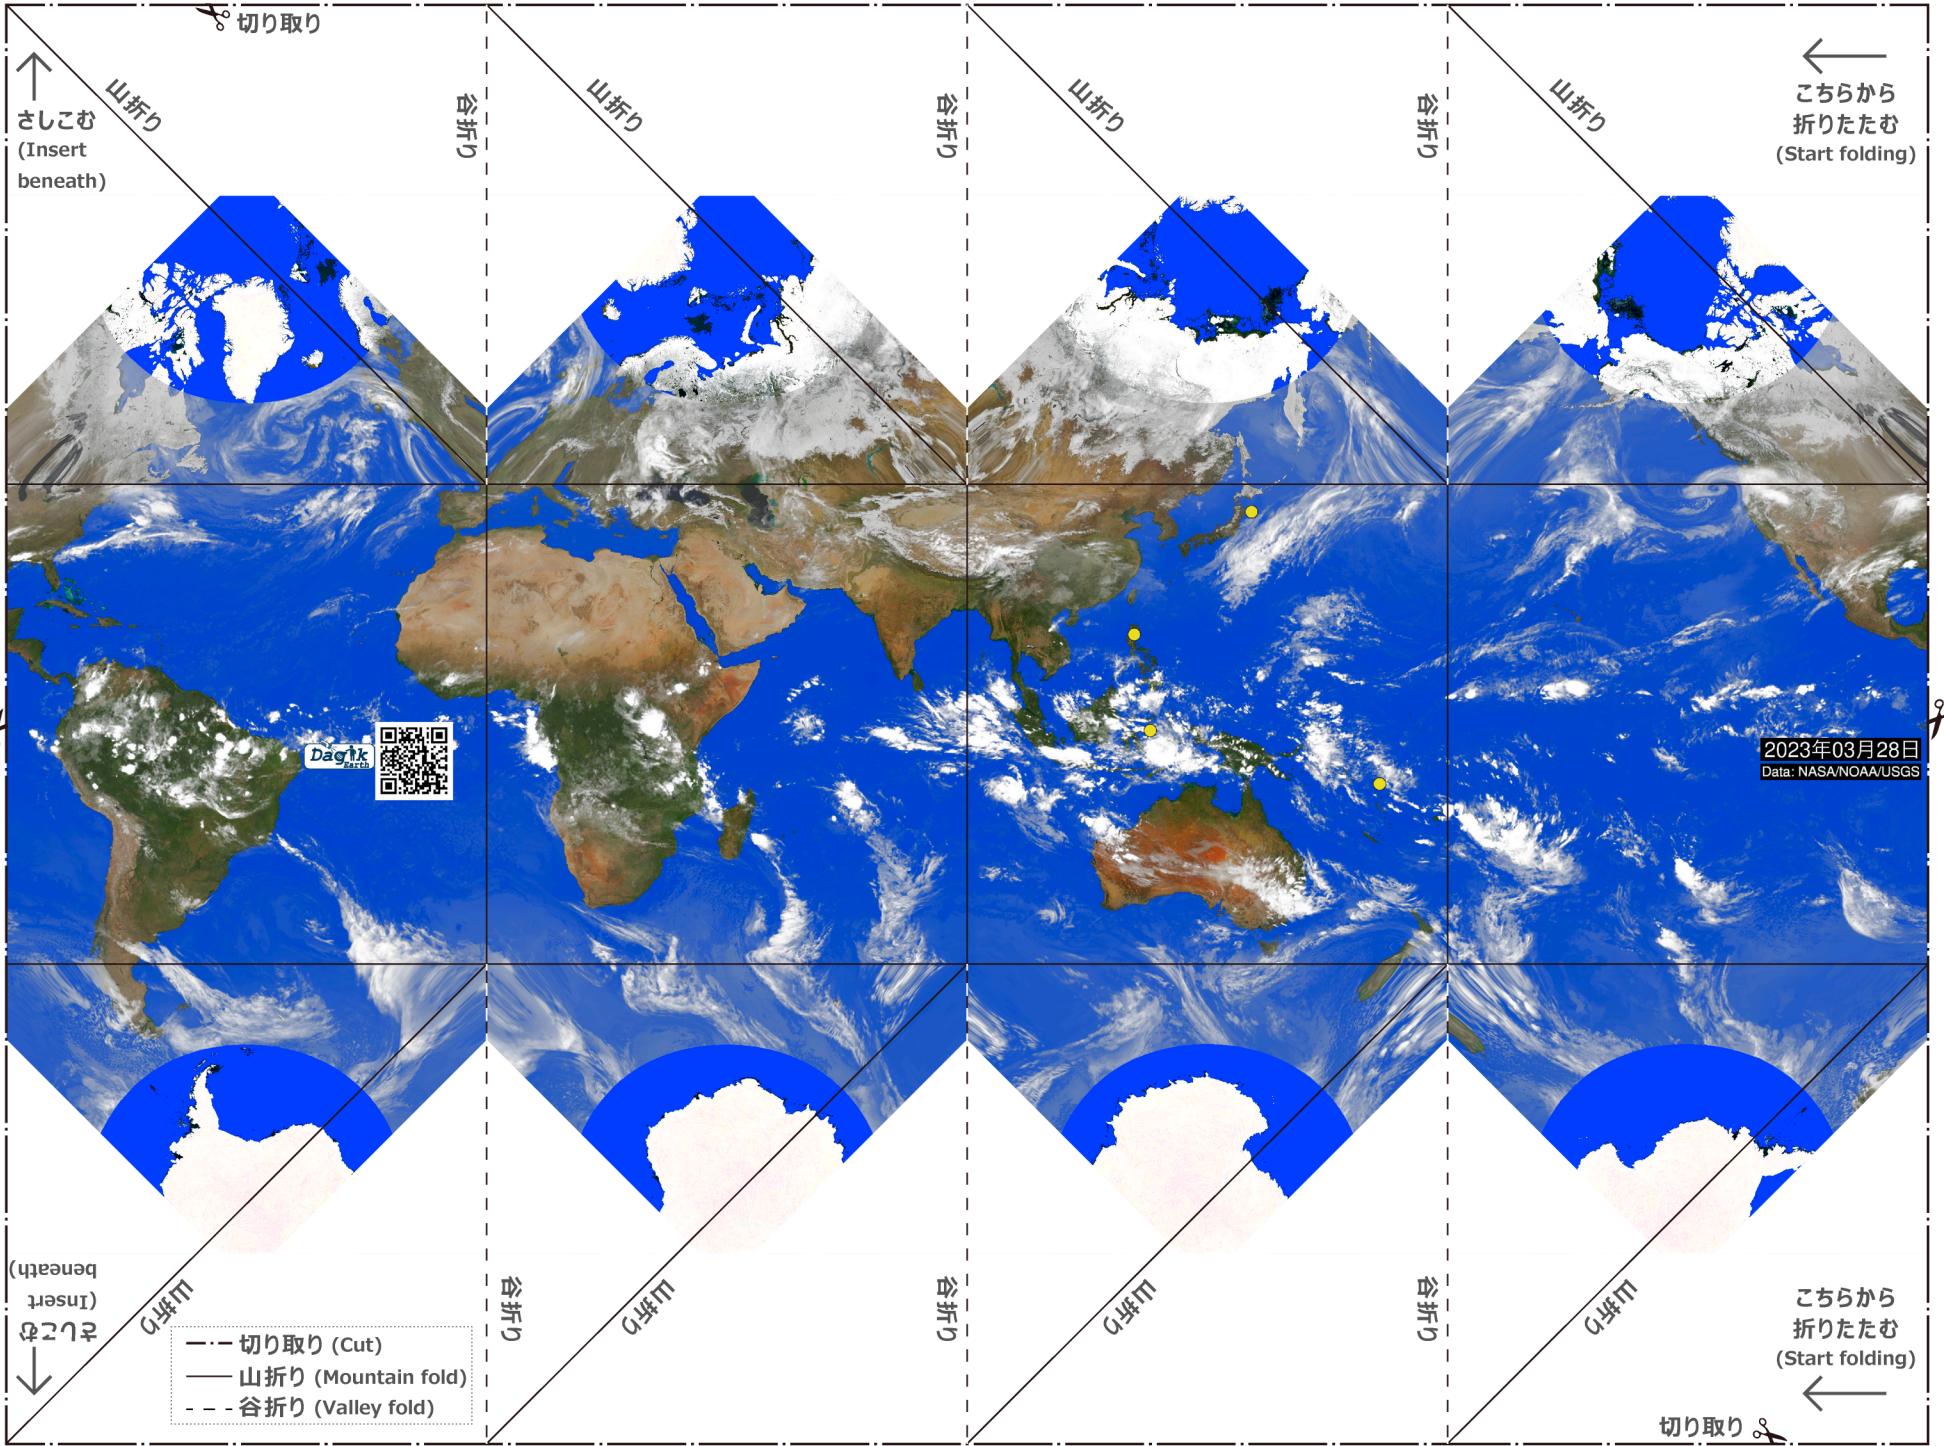 切り取り
山折り
谷折り
山折り
谷折り
山折り
谷折り
山折り
さしこむ
(Insert
beneath)
こちらから
折りたたむ
(Start folding)
Dagik
Earth
2023年03月28日
Data: NASA/NOAA/USGS
さしこむ
(Insert
beneath)
山折り
谷折り
山折り
谷折り
山折り
谷折り
山折り
こちらから
折りたたむ
(Start folding)
切り取り (Cut)
山折り (Mountain fold)
谷折り (Valley fold)
切り取り